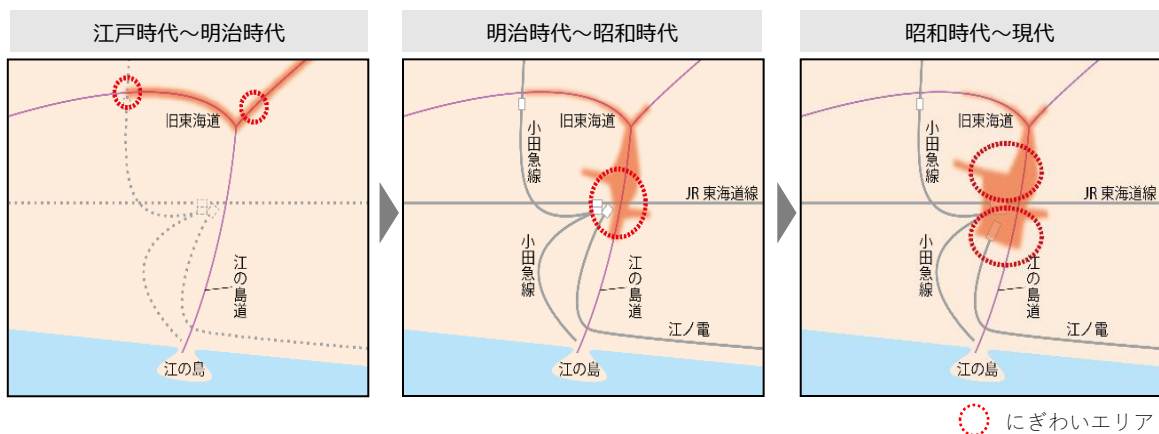 江戸時代～明治時代
明治時代～昭和時代
昭和時代～現代
旧東海道
江の島道
江の島
旧東海道
小田急線
JR 東海道線
小田急線
江の島道
江ノ電
江の島
旧東海道
小田急線
JR 東海道線
小田急線
江の島道
江ノ電
江の島
にぎわいエリア